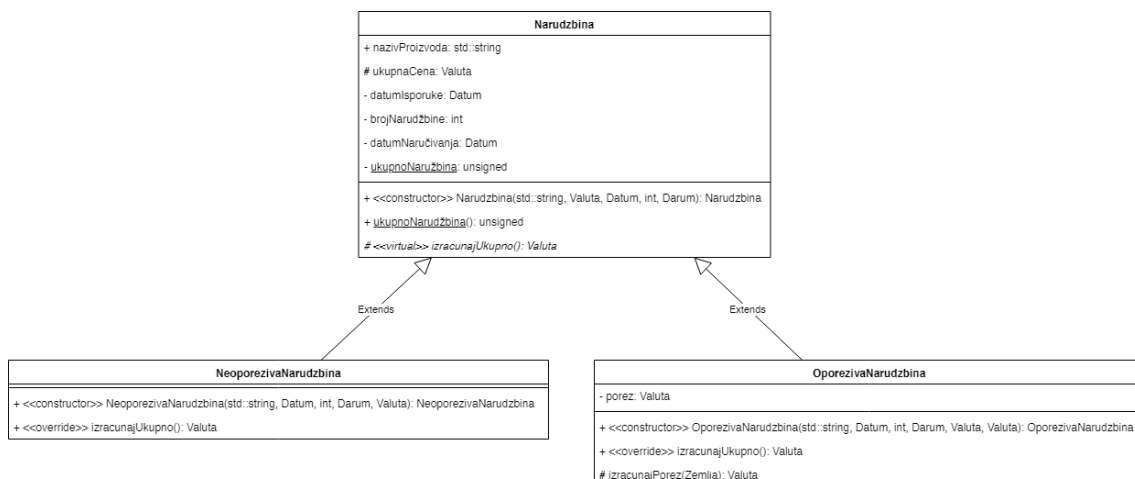 Narudzbina
+ nazivProizvoda: std::string
# ukupnaCena: Valuta
- datumIsporuke: Datum
- brojNarudžbine: int
- datumNaručivanja: Datum
- ukupnoNaružbina: unsigned
+ <<constructor>> Narudzbina(std::string, Valuta, Datum, int, Darum): Narudzbina
+ ukupnoNarudžbina(): unsigned
# <<virtual>> izracunajUkupno(): Valuta
Extends
Extends
NeoporezivaNarudzbina
+ <<constructor>> NeoporezivaNarudzbina(std::string, Datum, int, Darum, Valuta): NeoporezivaNarudzbina
+ <<override>> izracunajUkupno(): Valuta
OporezivaNarudzbina
- porez: Valuta
+ <<constructor>> OporezivaNarudzbina(std::string, Datum, int, Darum, Valuta, Valuta): OporezivaNarudzbina
+ <<override>> izracunajUkupno(): Valuta
# izracunajPorez(Zemlja): Valuta